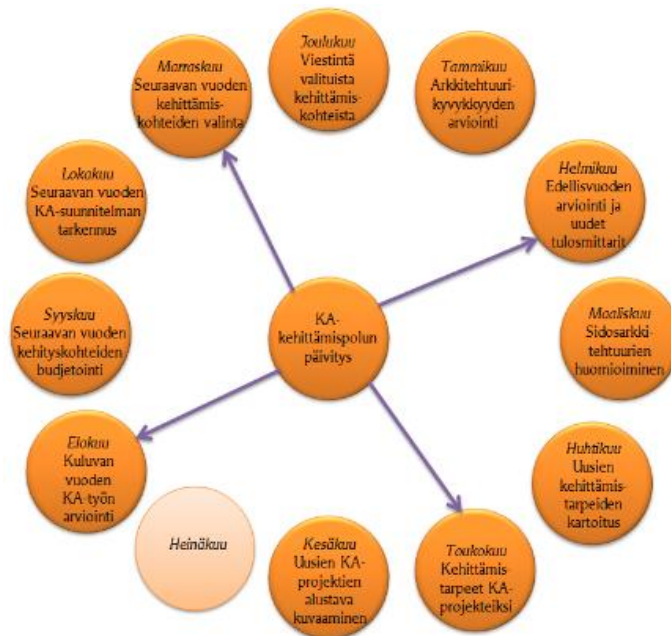 Joulukuu
Viestintä
valituista
kehittämis-
kohteista
Tammikuu
Arkkitehtuuri-
kyvykkyyden
arviointi
Helmikuu
Edellisvuoden
arviointi ja
uudet
tulosmittarit
Maaliskuu
Sidosarkki-
tehtuurien
huomioiminen
Huhtikuu
Uusien
kehittämis-
tarpeiden
kartoitus
Toukokuu
Kehittämis-
tarpeet KA-
projekteiksi
Kesäkuu
Uusien KA-
projektien
alustava
kuvaaminen
Heinäkuu
Elokuu
Kuluvan
vuoden
KA-työn
arviointi
Syyskuu
Seuraavan vuoden
kehityskohteiden
budjetointi
Lokakuu
Seuraavan vuoden
KA-suunnitelman
tarkennus
Marraskuu
Seuraavan vuoden
kehittämis-
kohteiden valinta
KA-
kehittämispolun
päivitys